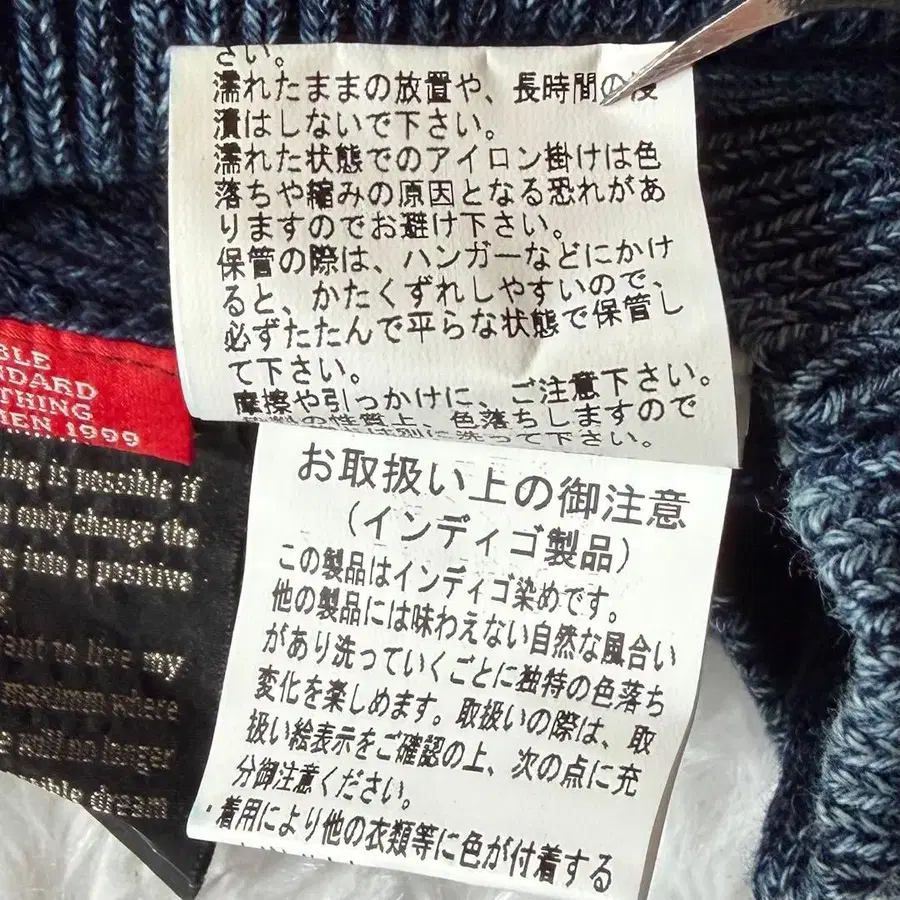 さい。
濡れたままの放置や、長時間の浸
漬はしないで下さい。
濡れた状態でのアイロン掛けは色
落ちや縮みの原因となる恐れがあ
りますのでお避け下さい。
保管の際は、ハンガーなどにかけ
ると、かたくずれしやすいので、
必ずたたんで平らな状態で保管し
て下さい。
摩擦や引っかけに、ご注意下さい。
の性質上、色落ちしますので
別に洗って下さい。
BLE
NDARD
THING
MEN 1999
ing is possible if
only change the
into a positive
want to live my
moment where
will no longer
ible dream
お取扱い上の御注意
(インディゴ製品)
この製品はインディゴ染めです。
他の製品には味わえない自然な風合い
があり洗っていくごとに独特の色落ち
変化を楽しめます。取扱いの際は、取
扱い絵表示をご確認の上、次の点に充
分御注意ください。
・着用により他の衣類等に色が付着する